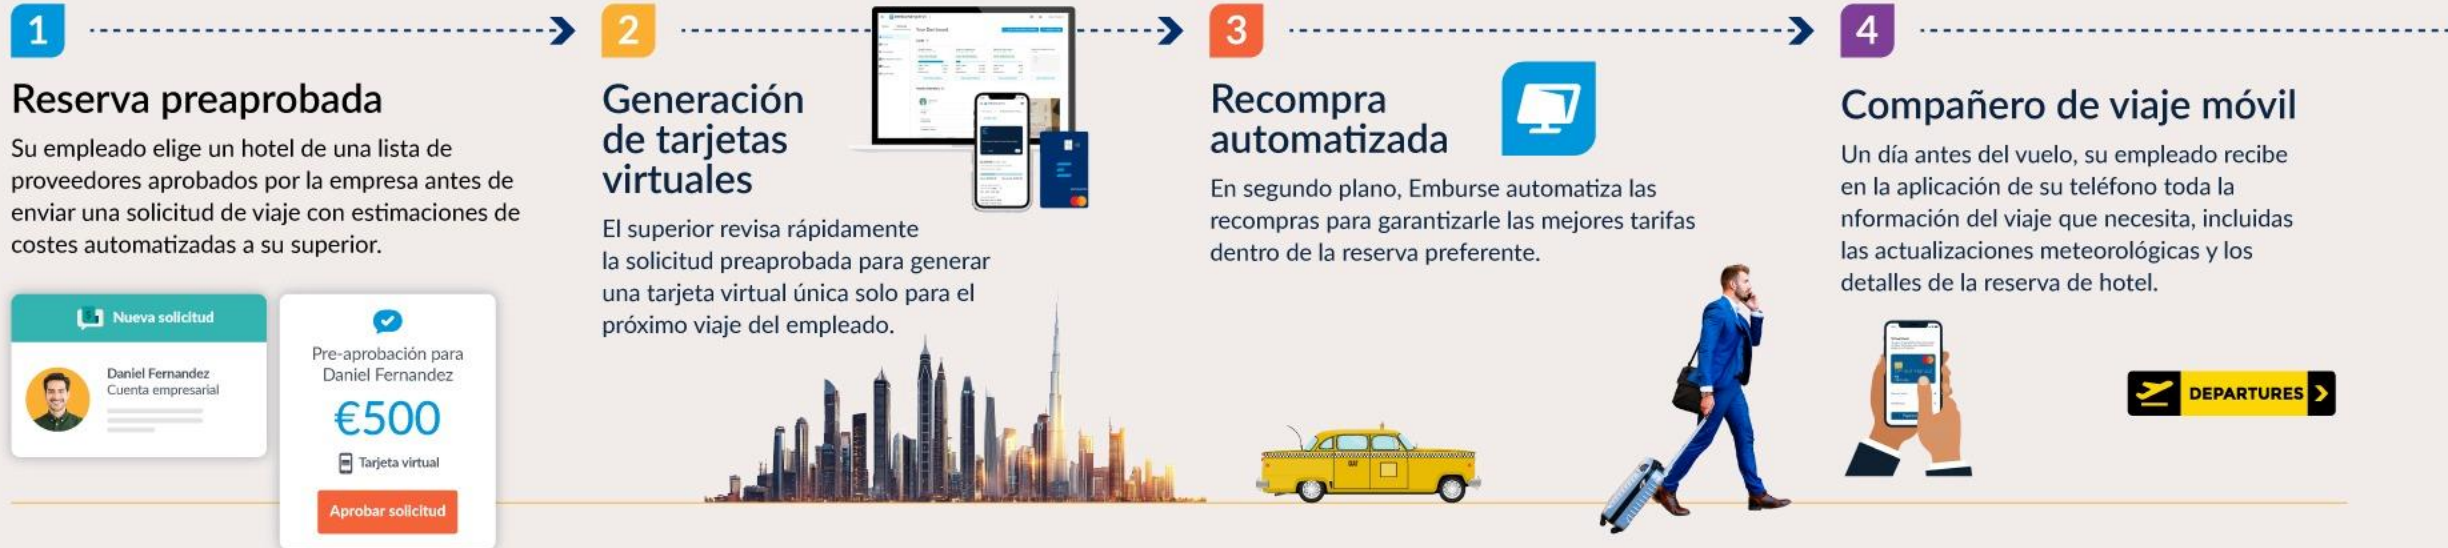 1
Reserva preaprobada
Su empleado elige un hotel de una lista de
proveedores aprobados por la empresa antes de
enviar una solicitud de viaje con estimaciones de
costes automatizadas a su superior.
Nueva solicitud
Daniel Fernandez
Cuenta empresarial
Pre-aprobación para
Daniel Fernandez
€500
Tarjeta virtual
Aprobar solicitud
2
Generación
de tarjetas
virtuales
El superior revisa rápidamente
la solicitud preaprobada para generar
una tarjeta virtual única solo para el
próximo viaje del empleado.
3
Recompra
automatizada
En segundo plano, Emburse automatiza las
recompras para garantizarle las mejores tarifas
dentro de la reserva preferente.
4
Compañero de viaje móvil
Un día antes del vuelo, su empleado recibe
en la aplicación de su teléfono toda la
nformación del viaje que necesita, incluidas
las actualizaciones meteorológicas y los
detalles de la reserva de hotel.
DEPARTURES